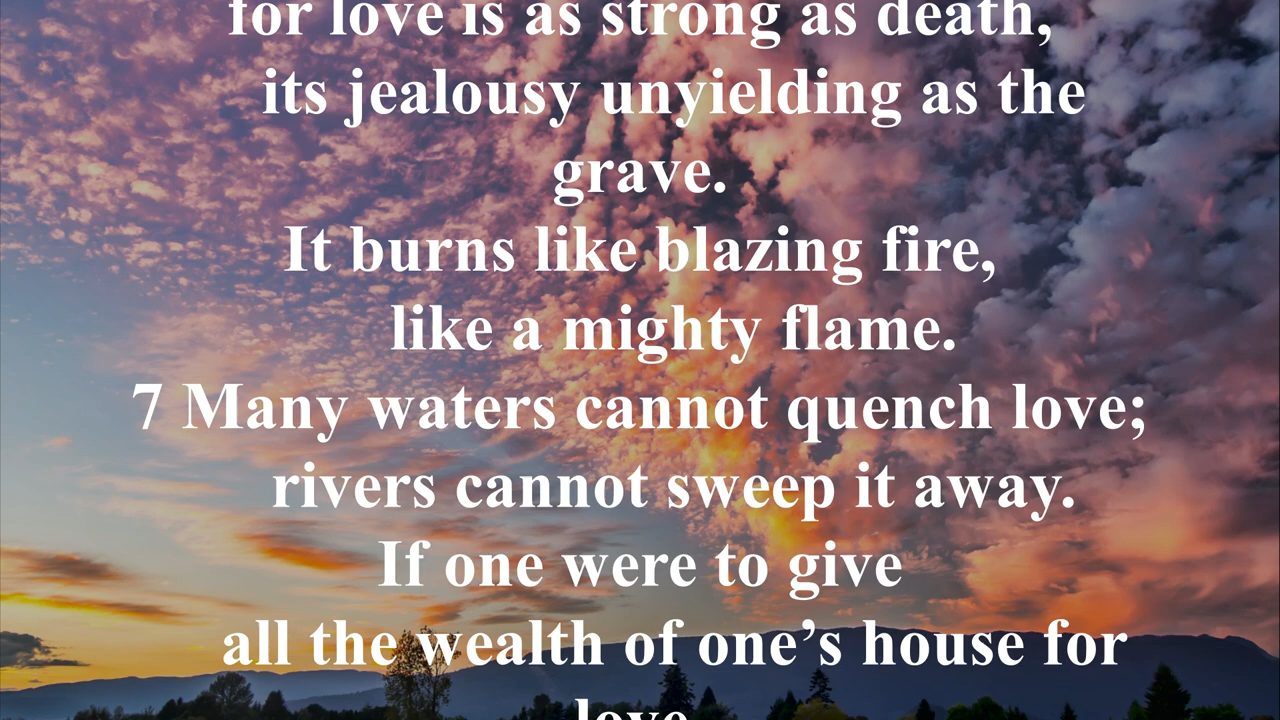 for love is as strong as death,
its jealousy unyielding as the
grave.
It burns like blazing fire,
like a mighty flame.
7 Many waters cannot quench love;
rivers cannot sweep it away.
If one were to give
all the wealth of one’s house for
love,